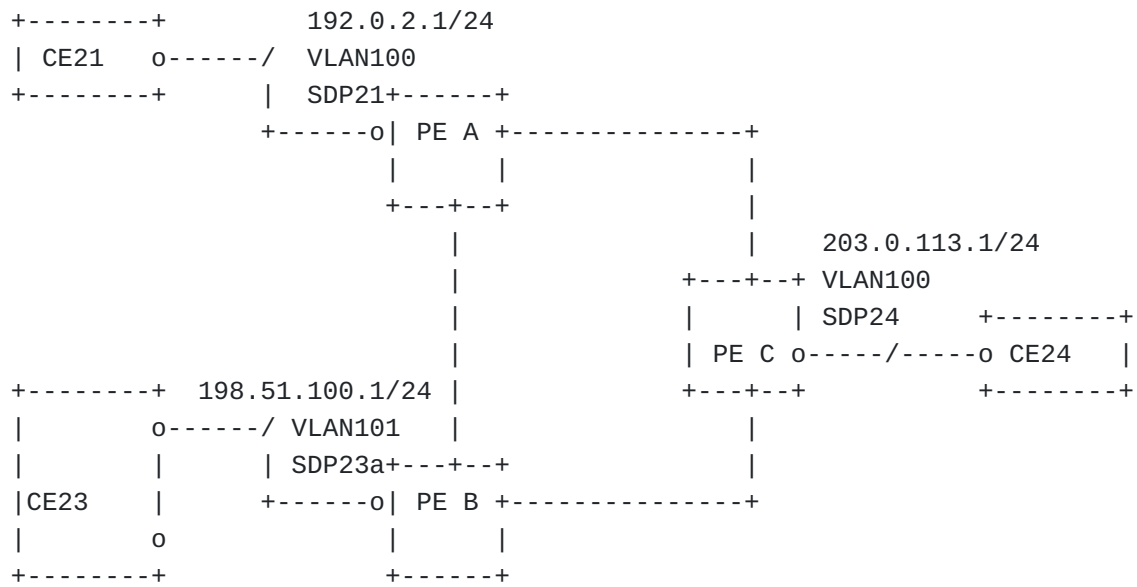 192.0.2.1/24
CE21 VLAN100
SDP21
PE A
203.0.113.1/24
VLAN100
SDP24
PE C CE24
198.51.100.1/24
VLAN101
SDP23a
CE23 PE B